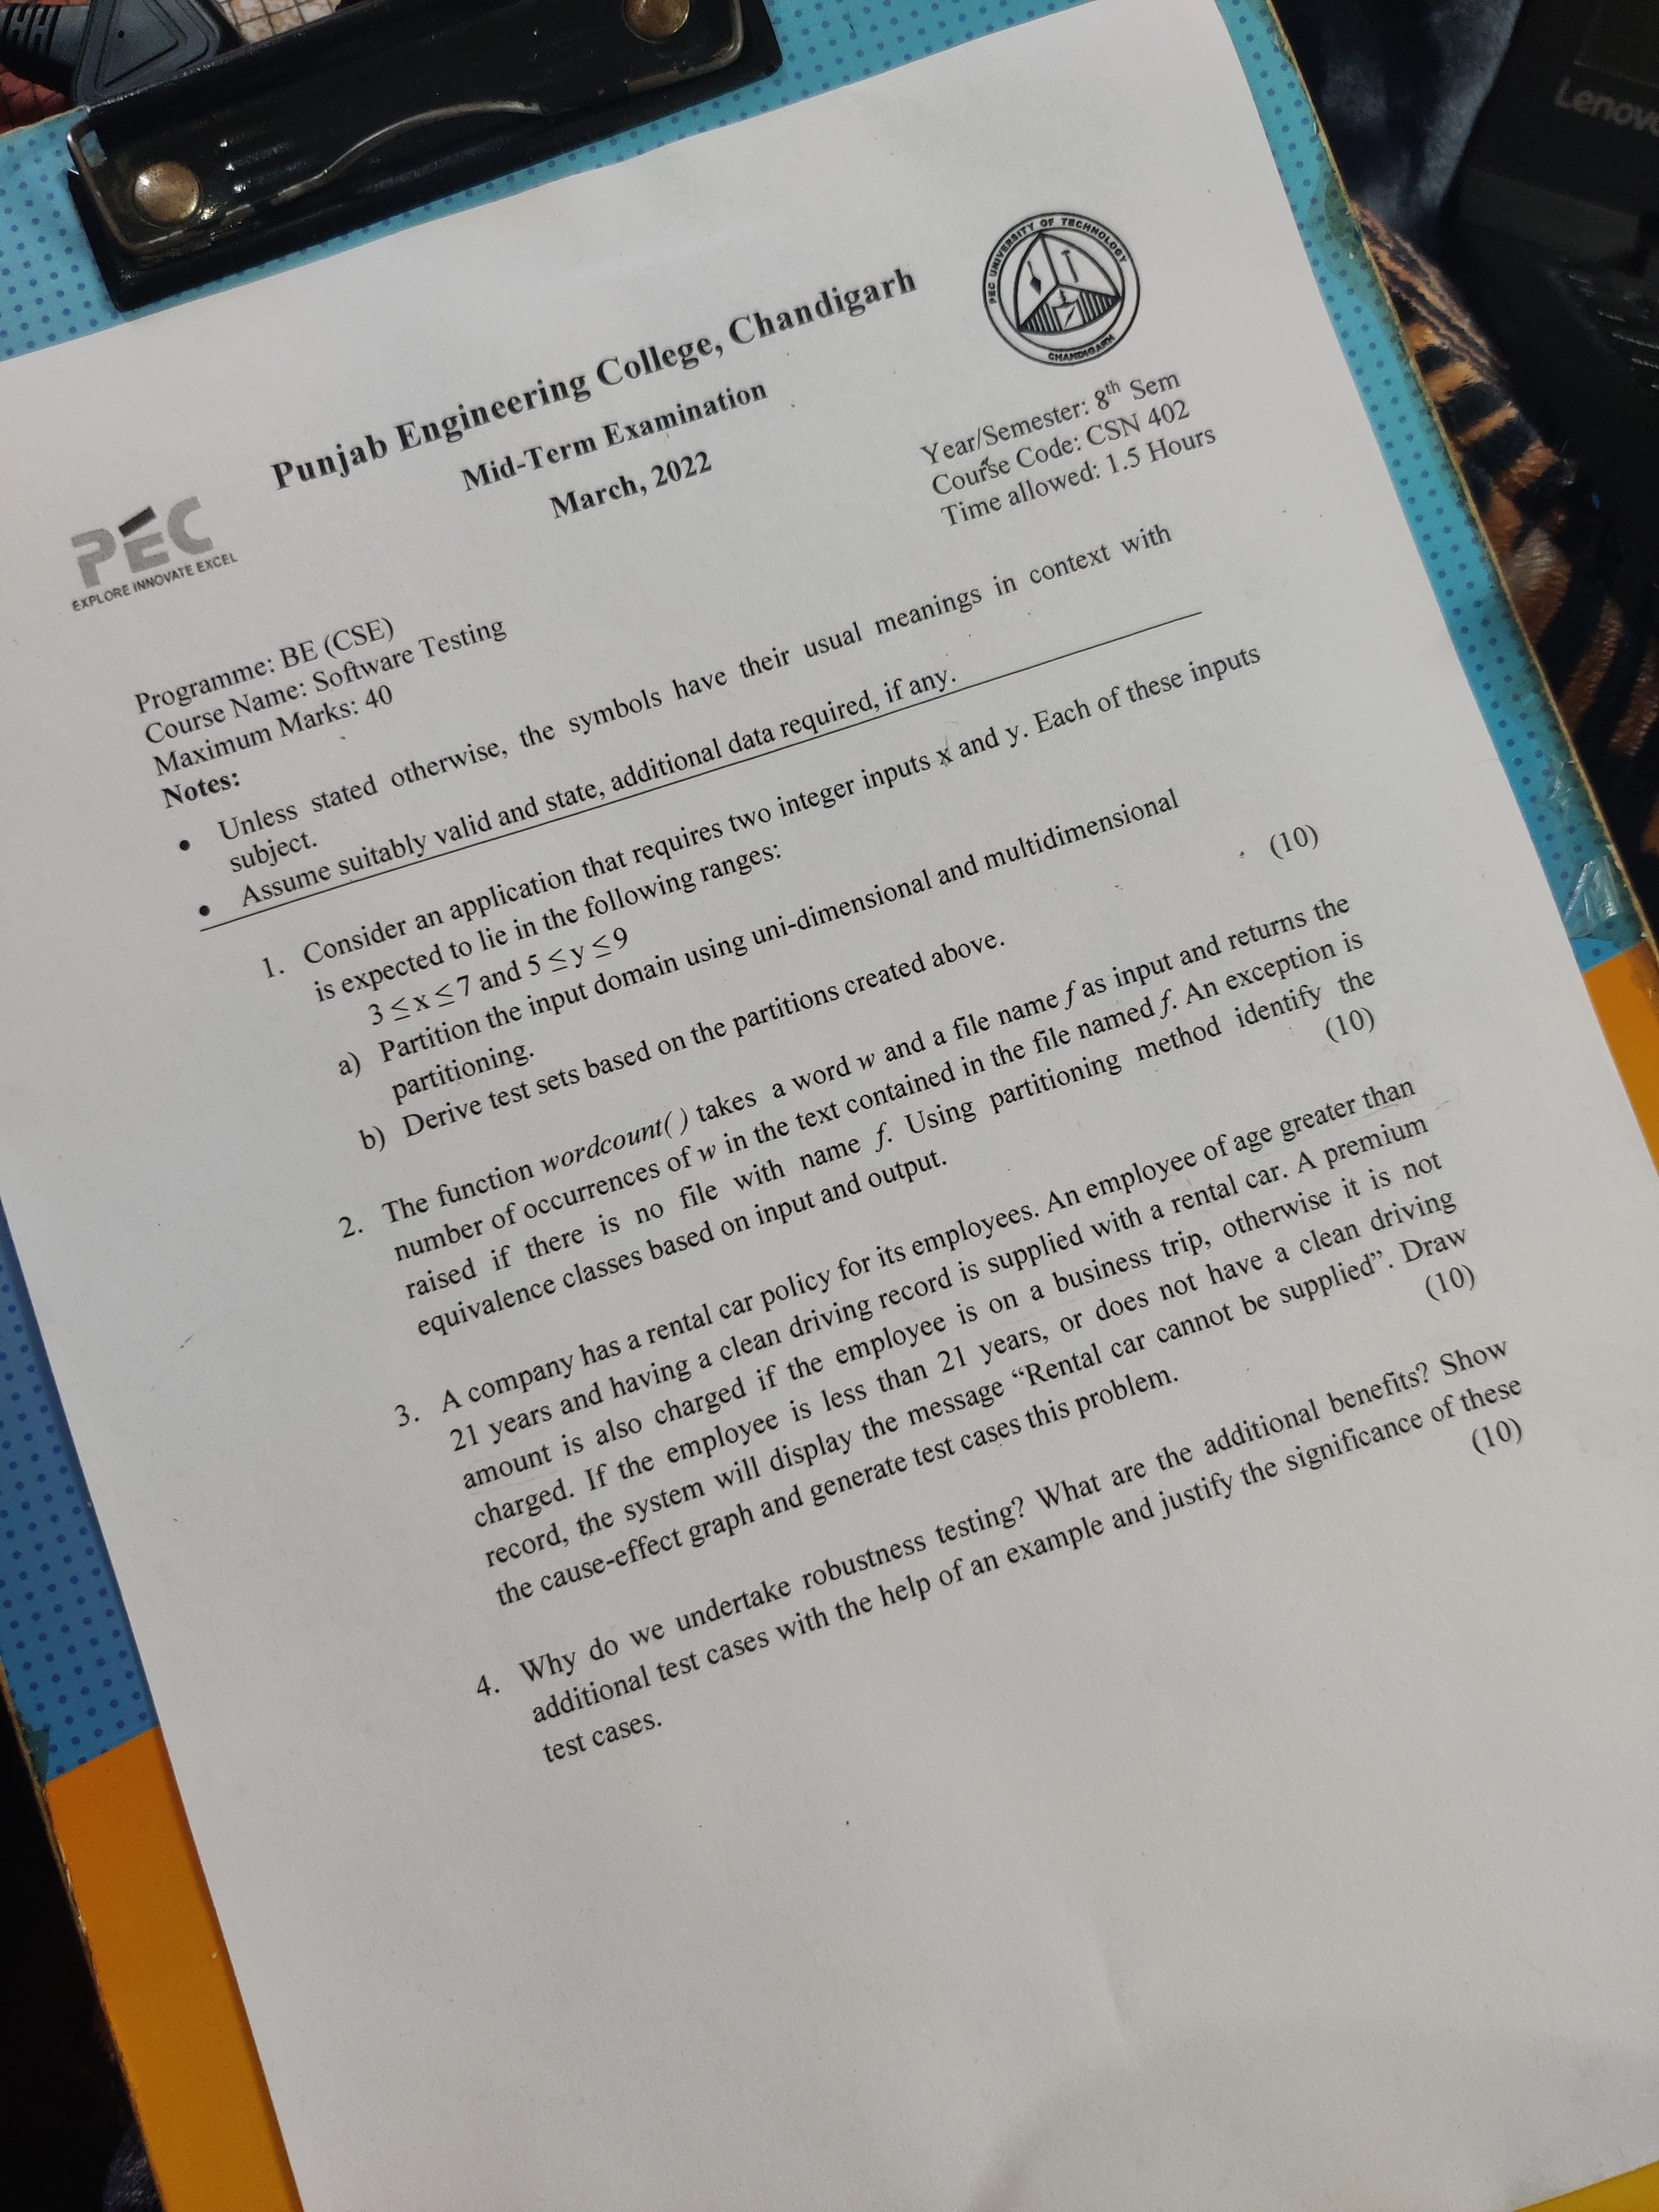 Lenovo
PEC UNIVERSITY OF TECHNOLOGY
CHANDIGARH
Punjab Engineering College, Chandigarh
Mid-Term Examination
March, 2022
PEC
EXPLORE INNOVATE EXCEL
Year/Semester: 8th Sem
Course Code: CSN 402
Time allowed: 1.5 Hours
Programme: BE (CSE)
Course Name: Software Testing
Maximum Marks: 40
Notes:
• Unless stated otherwise, the symbols have their usual meanings in context with
subject.
• Assume suitably valid and state, additional data required, if any.
1. Consider an application that requires two integer inputs x and y. Each of these inputs
is expected to lie in the following ranges:
3 ≤ x ≤ 7 and 5 ≤ y ≤ 9
a) Partition the input domain using uni-dimensional and multidimensional
partitioning.
b) Derive test sets based on the partitions created above. (10)
2. The function wordcount( ) takes a word w and a file name f as input and returns the
number of occurrences of w in the text contained in the file named f. An exception is
raised if there is no file with name f. Using partitioning method identify the
equivalence classes based on input and output. (10)
3. A company has a rental car policy for its employees. An employee of age greater than
21 years and having a clean driving record is supplied with a rental car. A premium
amount is also charged if the employee is on a business trip, otherwise it is not
charged. If the employee is less than 21 years, or does not have a clean driving
record, the system will display the message “Rental car cannot be supplied”. Draw
the cause-effect graph and generate test cases this problem. (10)
4. Why do we undertake robustness testing? What are the additional benefits? Show
additional test cases with the help of an example and justify the significance of these
test cases. (10)